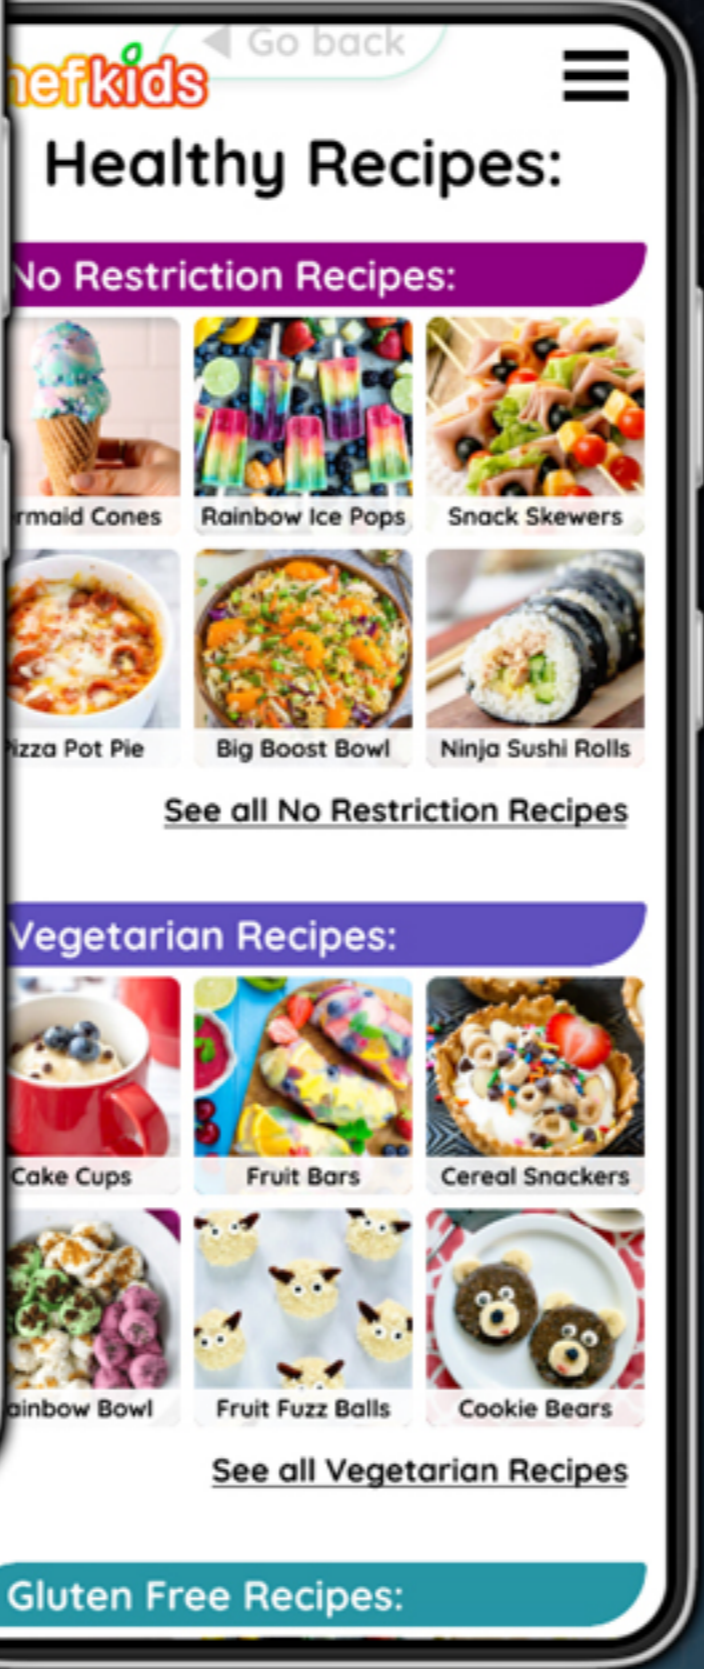 Go back
hefkids
Healthy Recipes:
No Restriction Recipes:
rmaid Cones
Rainbow Ice Pops
Snack Skewers
Pizza Pot Pie
Big Boost Bowl
Ninja Sushi Rolls
See all No Restriction Recipes
Vegetarian Recipes:
Cake Cups
Fruit Bars
Cereal Snackers
ainbow Bowl
Fruit Fuzz Balls
Cookie Bears
See all Vegetarian Recipes
Gluten Free Recipes: